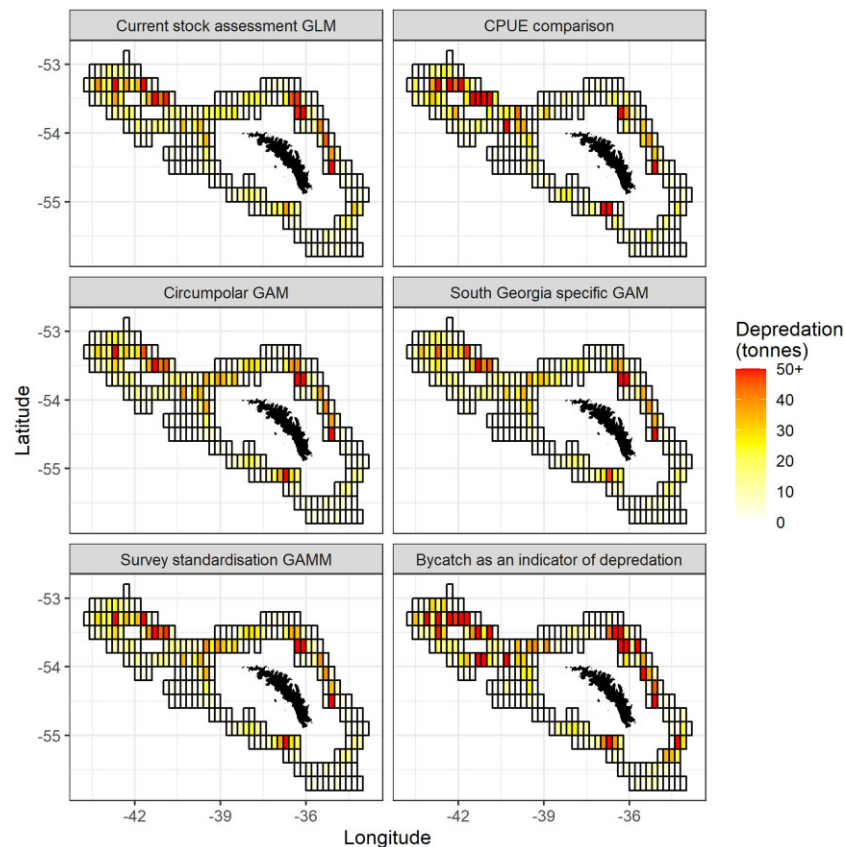 Current stock assessment GLM
CPUE comparison
-53
-54
-55
Circumpolar GAM
South Georgia specific GAM
-53
-54
-55
Latitude
Depredation
(tonnes)
50+
40
30
20
10
0
Survey standardisation GAMM
Bycatch as an indicator of depredation
-53
-54
-55
-42
-39
-36
-42
-39
-36
Longitude